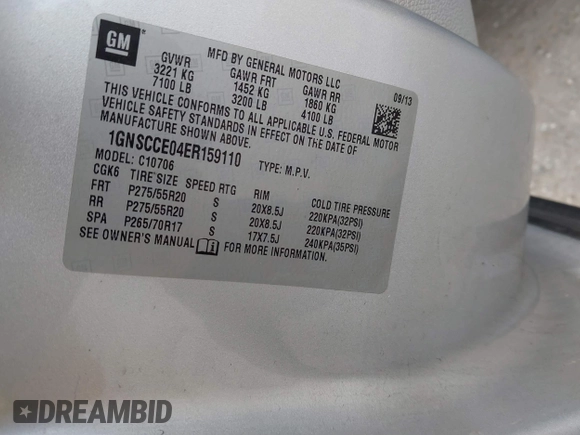 GM
MFD BY GENERAL MOTORS LLC
09/13
GVWR GAWR FRT GAWR RR
3221 KG 1452 KG 1860 KG
7100 LB 3200 LB 4100 LB
THIS VEHICLE CONFORMS TO ALL APPLICABLE U.S. FEDERAL MOTOR
VEHICLE SAFETY STANDARDS IN EFFECT ON THE DATE OF
MANUFACTURE SHOWN ABOVE.
1GNSCCE04ER159110 TYPE: M.P.V.
MODEL: C10706
CGK6 TIRE SIZE SPEED RTG RIM COLD TIRE PRESSURE
FRT P275/55R20 S 20X8.5J 220KPA(32PSI)
RR P275/55R20 S 20X8.5J 220KPA(32PSI)
SPA P265/70R17 S 17X7.5J 240KPA(35PSI)
SEE OWNER'S MANUAL FOR MORE INFORMATION.
DREAMBID